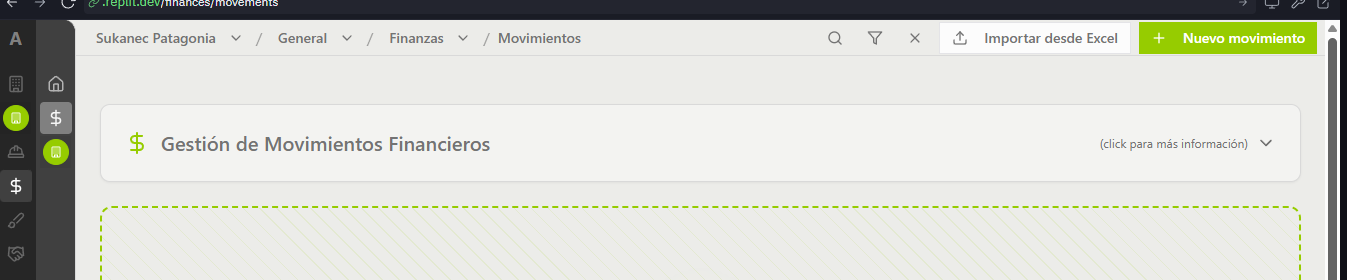 .replit.dev/finances/movements
A
Sukanec Patagonia / General / Finanzas / Movimientos
Importar desde Excel
+ Nuevo movimiento
$ Gestión de Movimientos Financieros
(click para más información)